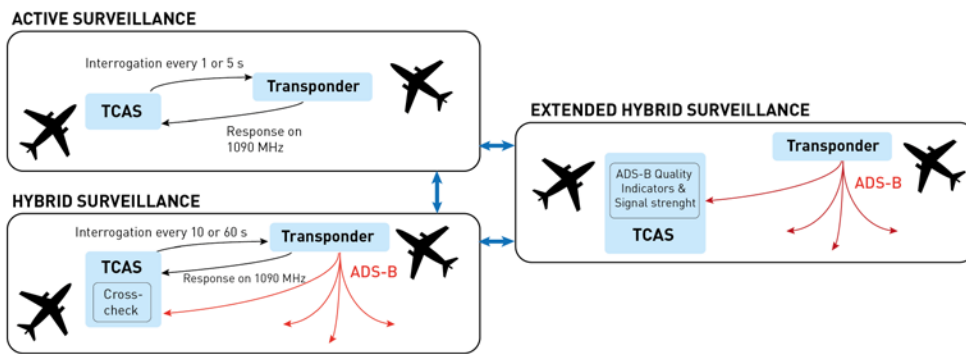 ACTIVE SURVEILLANCE
Interrogation every 1 or 5 s
Transponder
TCAS
Response on
1090 MHz
HYBRID SURVEILLANCE
Interrogation every 10 or 60 s
Transponder
TCAS
Response on 1090 MHz
ADS-B
Cross-
check
EXTENDED HYBRID SURVEILLANCE
Transponder
ADS-B Quality
Indicators &
Signal strenght
ADS-B
TCAS